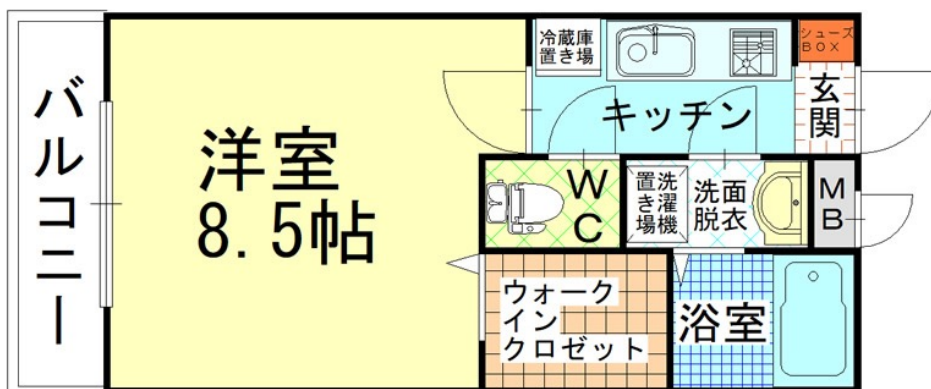 バルコニー
洋室
8.5帖
冷蔵庫
置き場
キッチン
シューズ
BOX
玄関
WC
洗濯機
置き場
洗面
脱衣
MB
ウォーク
イン
クロゼット
浴室